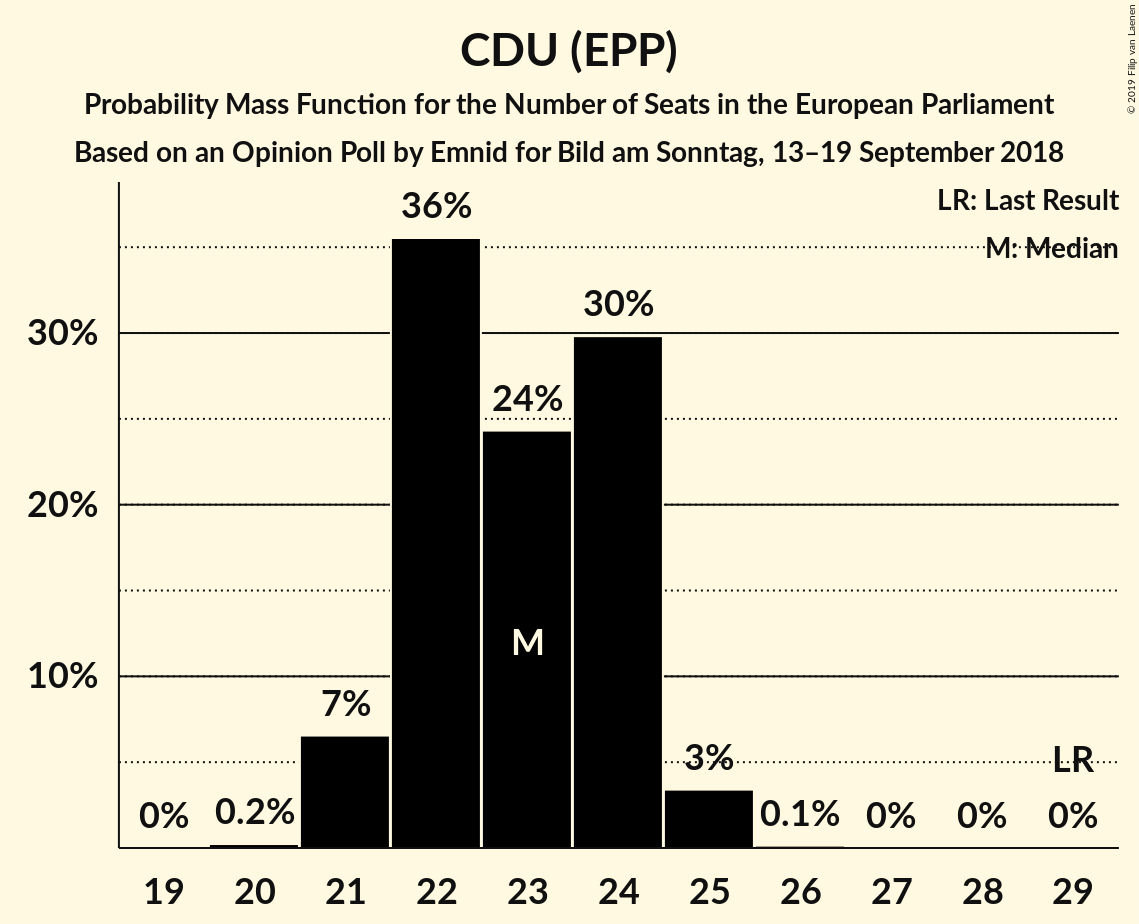 CDU (EPP)
Probability Mass Function for the Number of Seats in the European Parliament
Based on an Opinion Poll by Emnid for Bild am Sonntag, 13–19 September 2018
© 2019 Filip van Laenen
LR: Last Result
M: Median
36%
30%
30%
24%
20%
M
10%
7%
3%
LR
0%
0.2%
0.1%
0%
0%
0%
19 20 21 22 23 24 25 26 27 28 29